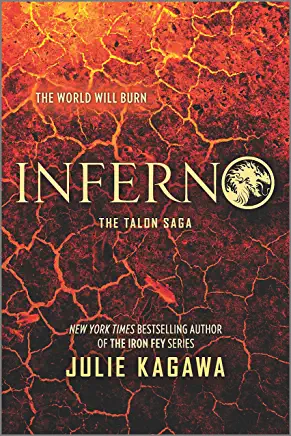 THE WORLD WILL BURN
INFERNO
THE TALON SAGA
NEW YORK TIMES BESTSELLING AUTHOR
OF THE IRON FEY SERIES
JULIE KAGAWA